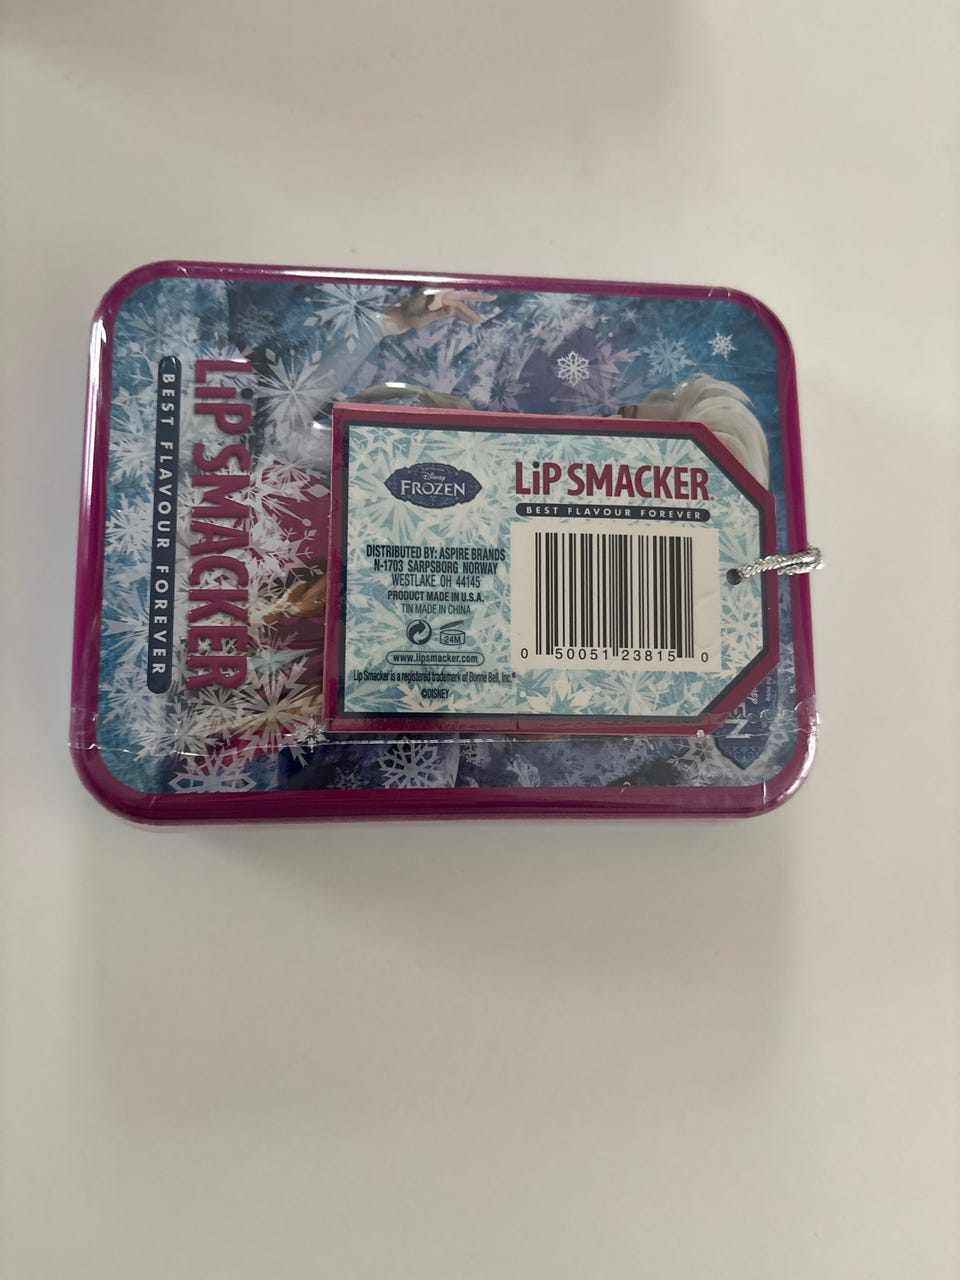 LiP SMACKER
BEST FLAVOUR FOREVER
Disney
FROZEN
LiP SMACKER.
BEST FLAVOUR FOREVER
DISTRIBUTED BY: ASPIRE BRANDS
N-1703 SARPSBORG NORWAY
WESTLAKE OH 44145
PRODUCT MADE IN U.S.A.
TIN MADE IN CHINA
24M
www.lipsmacker.com
Lip Smacker is a registered trademark of Bonne Bell, Inc.®
©DISNEY
0 50051 23815 0